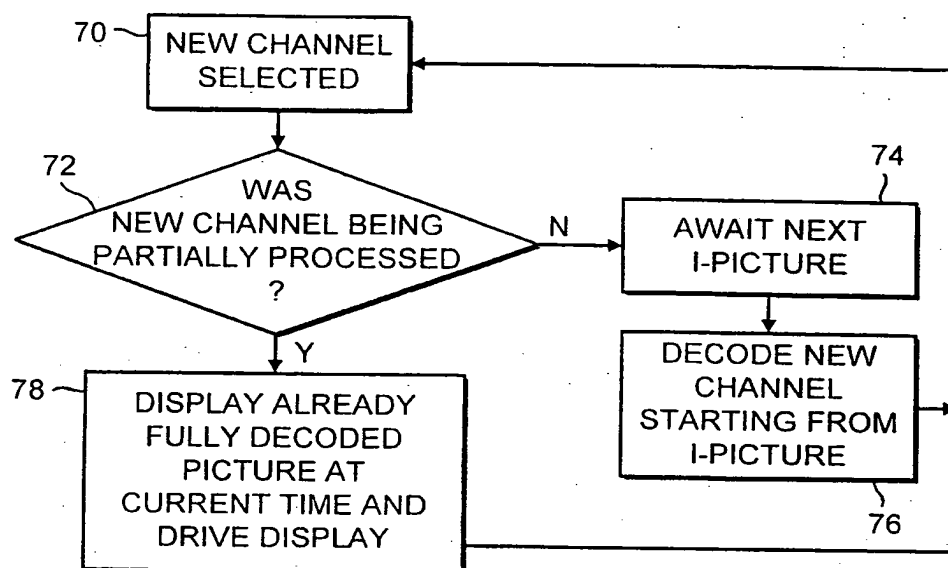 70
NEW CHANNEL
SELECTED
72
WAS
NEW CHANNEL BEING
PARTIALLY PROCESSED
?
N
Y
74
AWAIT NEXT
I-PICTURE
DECODE NEW
CHANNEL
STARTING FROM
I-PICTURE
76
78
DISPLAY ALREADY
FULLY DECODED
PICTURE AT
CURRENT TIME AND
DRIVE DISPLAY